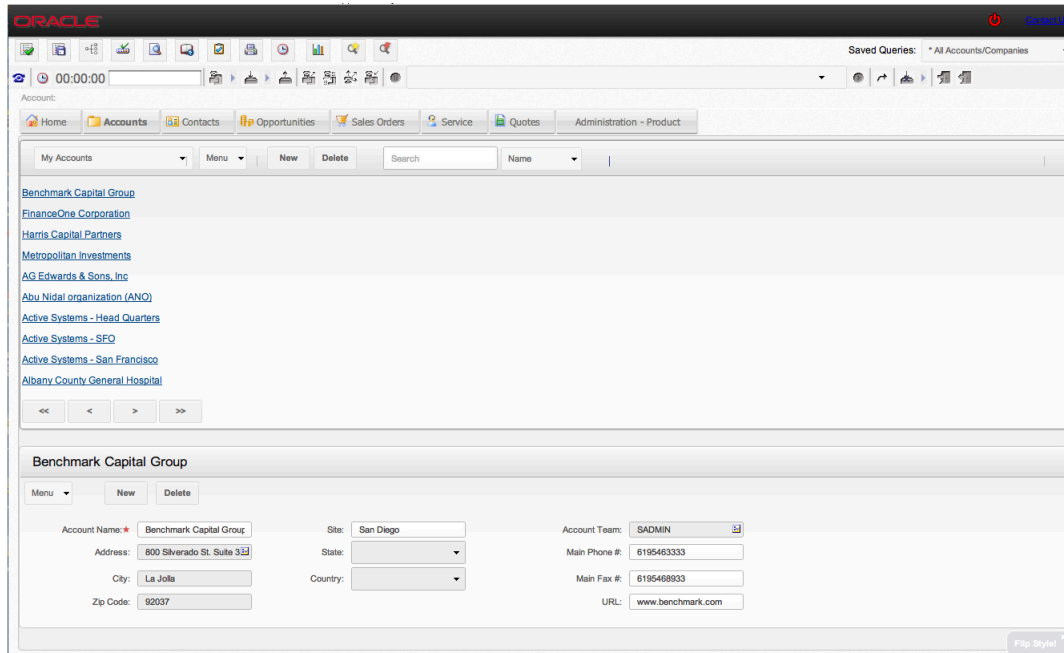 ORACLE
Contact U
Saved Queries: * All Accounts/Companies
00:00:00
Account:
Home Accounts Contacts Opportunities Sales Orders Service Quotes Administration - Product
My Accounts Menu New Delete Search Name
Benchmark Capital Group
FinanceOne Corporation
Harris Capital Partners
Metropolitan Investments
AG Edwards & Sons, Inc
Abu Nidal organization (ANO)
Active Systems - Head Quarters
Active Systems - SFO
Active Systems - San Francisco
Albany County General Hospital
<< < > >>
Benchmark Capital Group
Menu New Delete
Account Name:★ Benchmark Capital Group Site: San Diego Account Team: SADMIN
Address: 800 Silverado St. Suite 3 State: Main Phone #: 6195463333
City: La Jolla Country: Main Fax #: 6195468933
Zip Code: 92037 URL: www.benchmark.com
Flip Style!